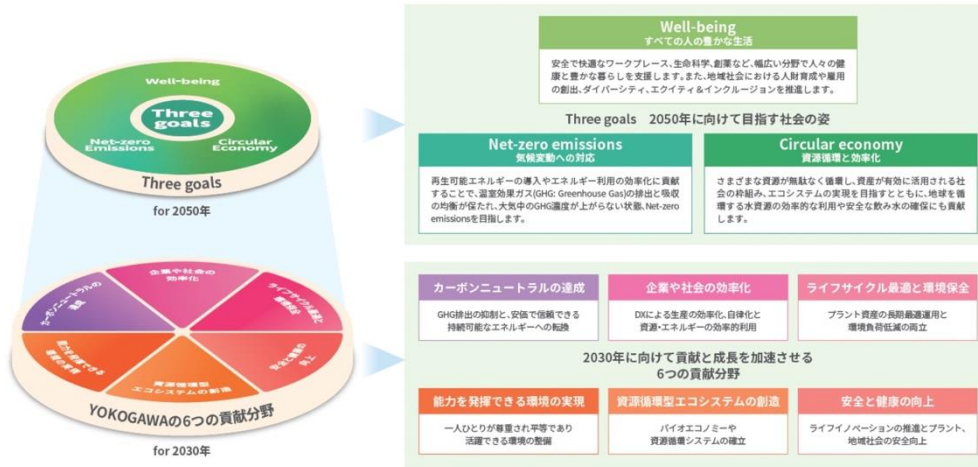 Well-being
Three goals
Net-zero Emissions
Circular Economy
Three goals
for 2050年
カーボンニュートラルの達成
企業や社会の効率化
ライフサイクル最適と環境保全
能力を発揮できる環境の実現
資源循環型エコシステムの創造
安全と健康の向上
YOKOGAWAの6つの貢献分野
for 2030年
Well-being
すべての人の豊かな生活
安全で快適なワークプレース、生命科学、創薬など、幅広い分野で人々の健
康と豊かな暮らしを支援します。また、地域社会における人財育成や雇用
の創出、ダイバーシティ、エクイティ＆インクルージョンを推進します。
Three goals 2050年に向けて目指す社会の姿
Net-zero emissions
気候変動への対応
再生可能エネルギーの導入やエネルギー利用の効率化に貢献
することで、温室効果ガス(GHG: Greenhouse Gas)の排出と吸収
の均衡が保たれ、大気中のGHG濃度が上がらない状態、Net-zero
emissionsを目指します。
Circular economy
資源循環と効率化
さまざまな資源が無駄なく循環し、資産が有効に活用される社
会の枠組み、エコシステムの実現を目指すとともに、地球を循
環する水資源の効率的な利用や安全な飲み水の確保にも貢献
します。
カーボンニュートラルの達成
GHG排出の抑制と、安価で信頼できる
持続可能なエネルギーへの転換
企業や社会の効率化
DXによる生産の効率化、自律化と
資源・エネルギーの効率的利用
ライフサイクル最適と環境保全
プラント資産の長期最適運用と
環境負荷低減の両立
2030年に向けて貢献と成長を加速させる
6つの貢献分野
能力を発揮できる環境の実現
一人ひとりが尊重され平等であり
活躍できる環境の整備
資源循環型エコシステムの創造
バイオエコノミーや
資源循環システムの確立
安全と健康の向上
ライフイノベーションの推進とプラント、
地域社会の安全向上